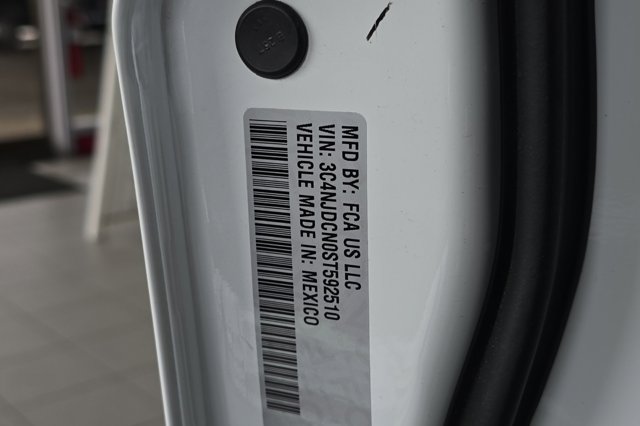 MFD BY: FCA US LLC
VIN: 3C4NJDCN0ST592510
VEHICLE MADE IN: MEXICO